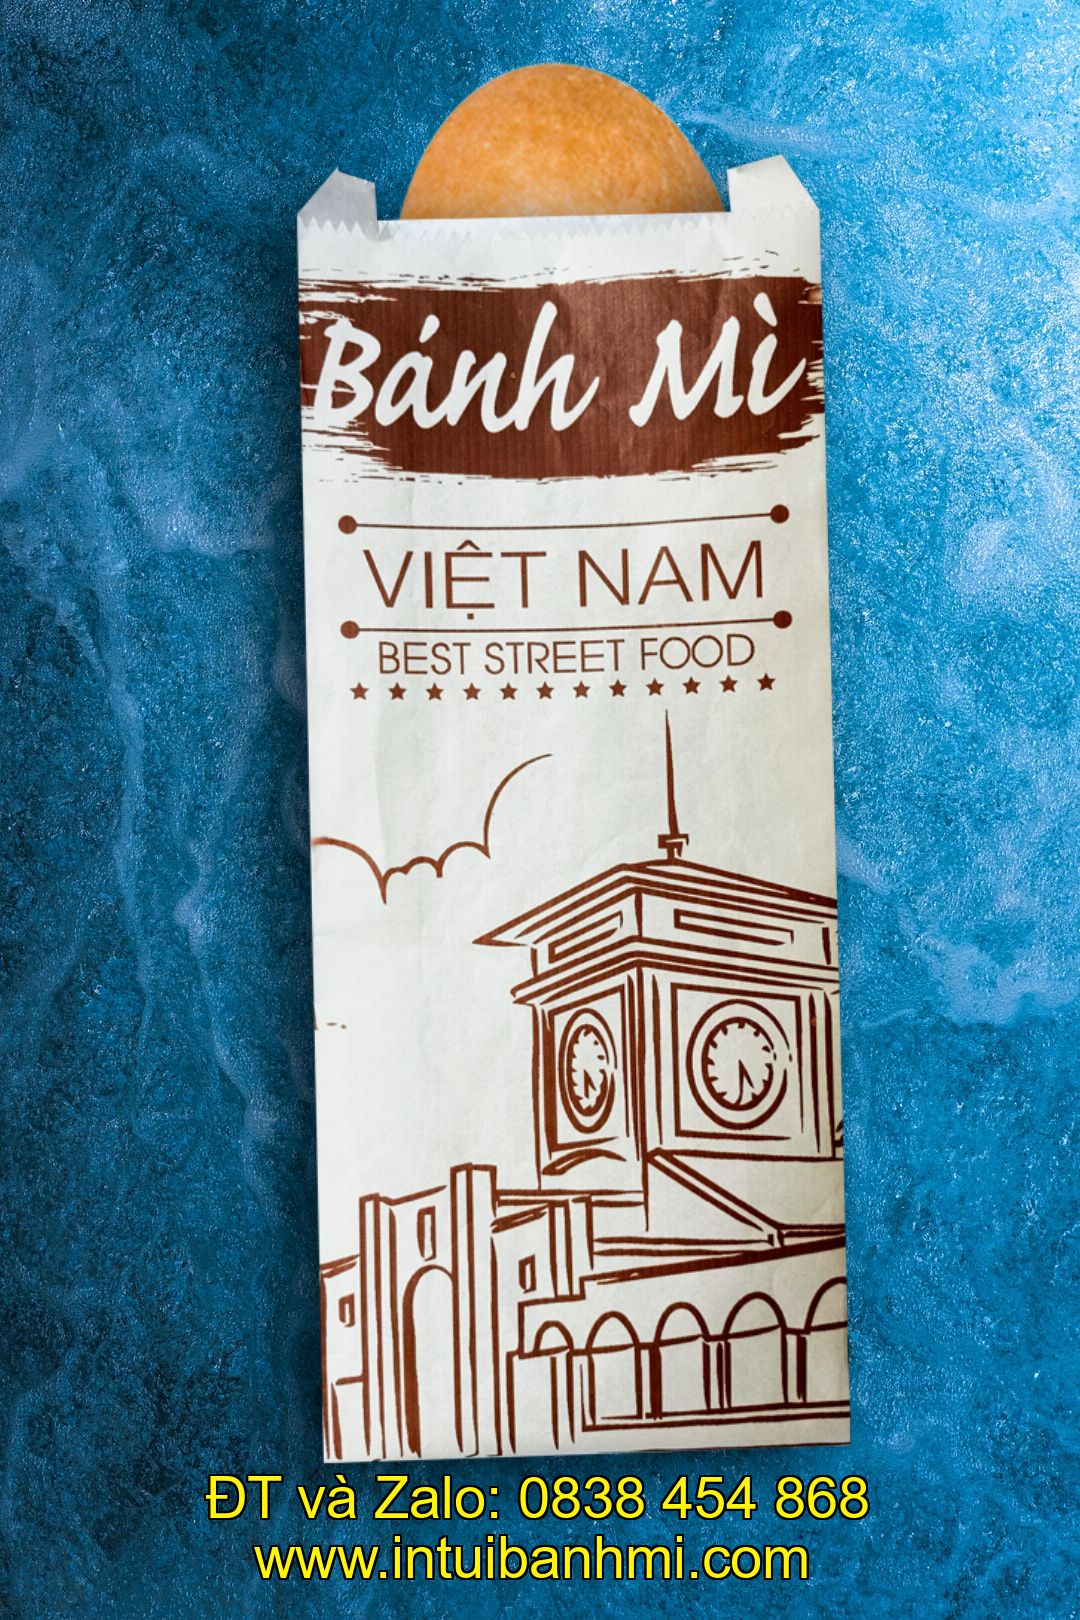 Bánh Mì
VIỆT NAM
BEST STREET FOOD
ĐT và Zalo: 0838 454 868
www.intuibanhmi.com